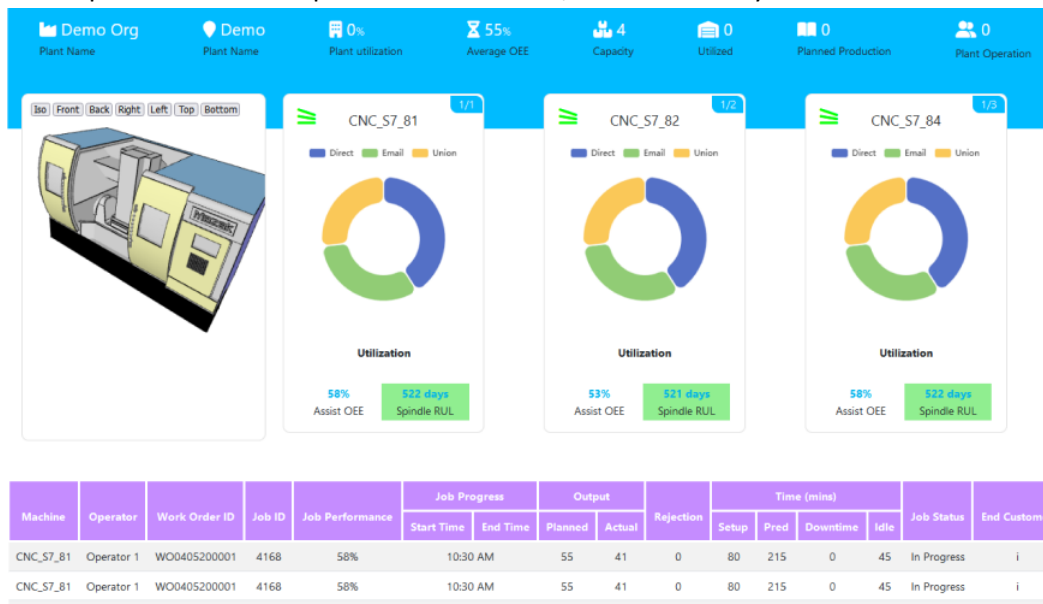 Demo Org
Plant Name
Demo
Plant Name
0%
Plant utilization
55%
Average OEE
4
Capacity
0
Utilized
0
Planned Production
0
Plant Operation
Iso Front Back Right Left Top Bottom
Mazak
1/1
CNC_S7_81
Direct Email Union
Utilization
58% 522 days
Assist OEE Spindle RUL
1/2
CNC_S7_82
Direct Email Union
Utilization
53% 521 days
Assist OEE Spindle RUL
1/3
CNC_S7_84
Direct Email Union
Utilization
58% 522 days
Assist OEE Spindle RUL
Machine Operator Work Order ID Job ID Job Performance Job Progress Output Rejection Time (mins) Job Status End Custom
Start Time End Time Planned Actual Setup Pred Downtime Idle
CNC_S7_81 Operator 1 WO0405200001 4168 58% 10:30 AM 55 41 0 80 215 0 45 In Progress i
CNC_S7_81 Operator 1 WO0405200001 4168 58% 10:30 AM 55 41 0 80 215 0 45 In Progress i